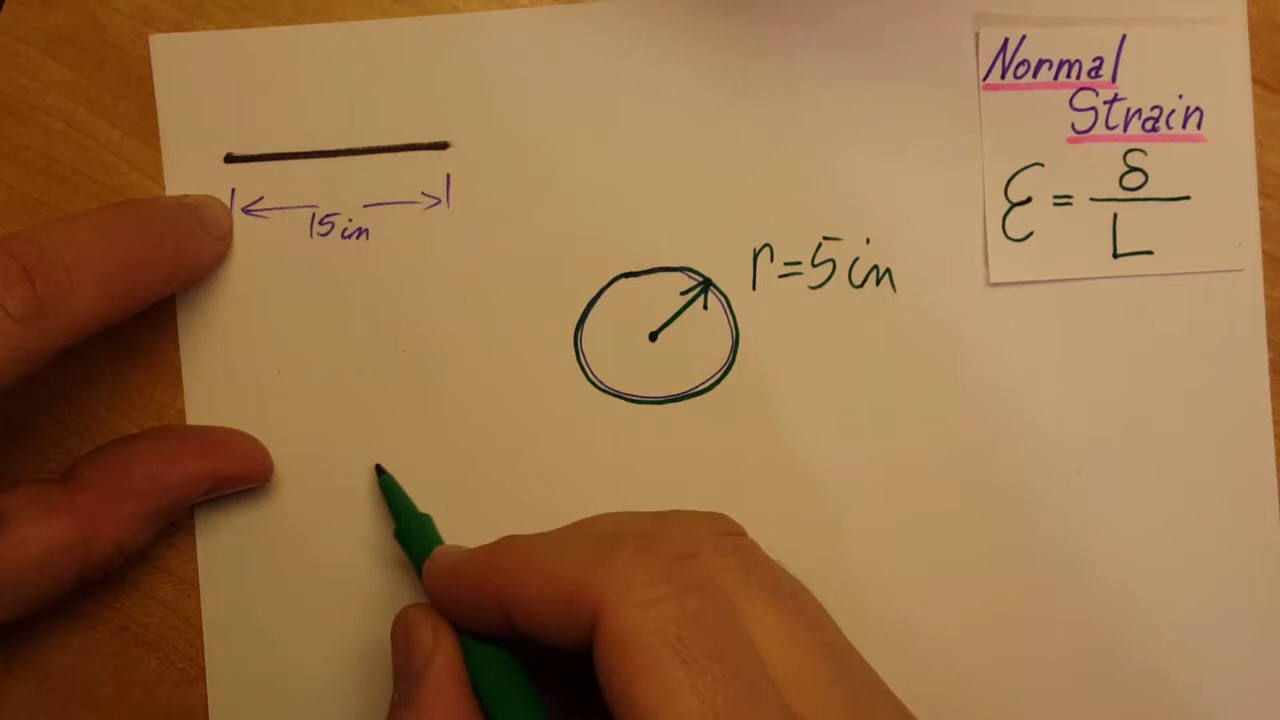 Normal
Strain
ε = δ / L
15in
r=5in